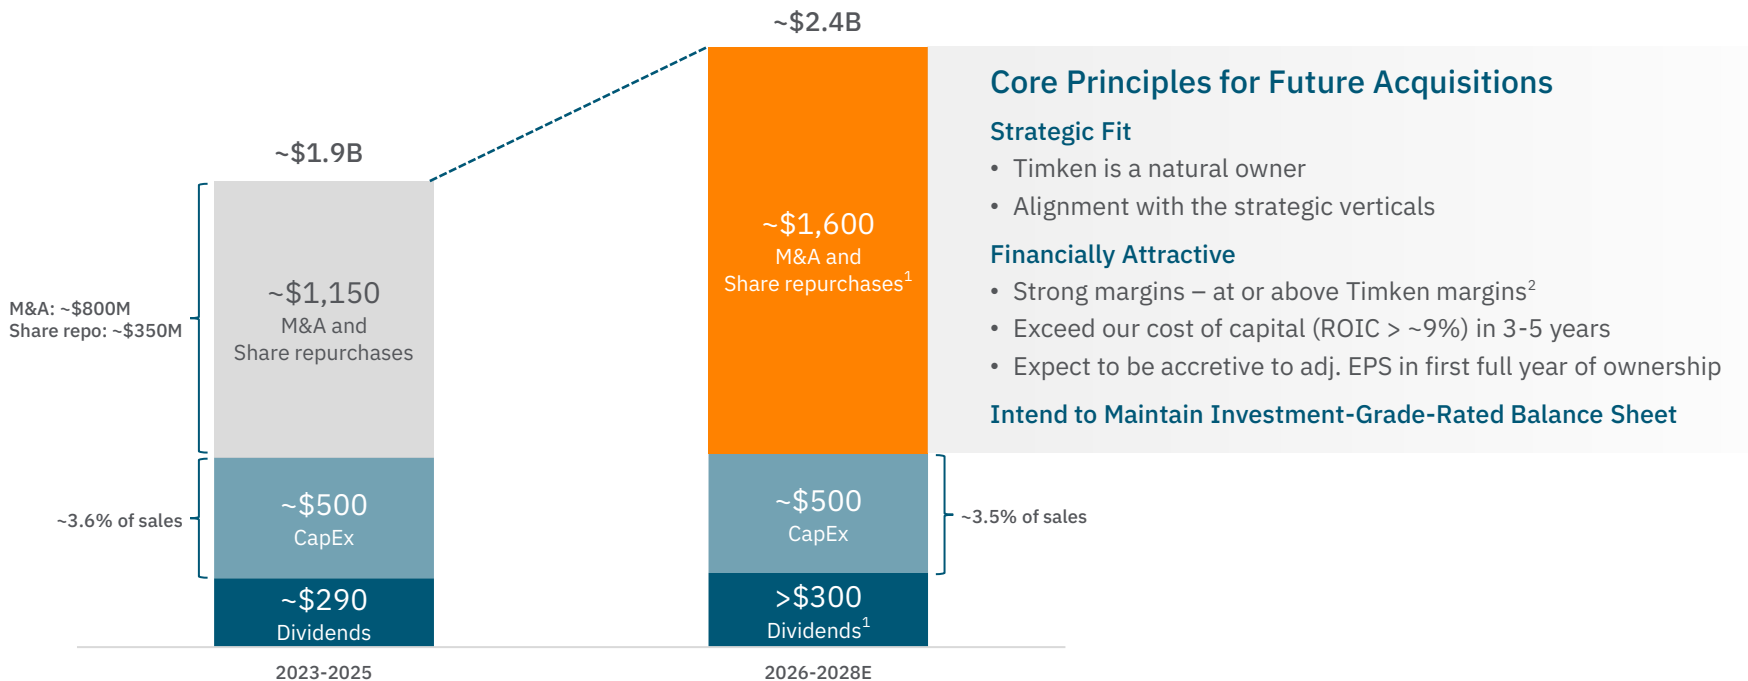 ~$2.4B
~$1.9B
M&A: ~$800M
Share repo: ~$350M
~$1,150
M&A and
Share repurchases
~3.6% of sales
~$500
CapEx
~$290
Dividends
2023-2025
~$1,600
M&A and
Share repurchases¹
~$500
CapEx
~3.5% of sales
>$300
Dividends¹
2026-2028E
Core Principles for Future Acquisitions
Strategic Fit
• Timken is a natural owner
• Alignment with the strategic verticals
Financially Attractive
• Strong margins – at or above Timken margins²
• Exceed our cost of capital (ROIC > ~9%) in 3-5 years
• Expect to be accretive to adj. EPS in first full year of ownership
Intend to Maintain Investment-Grade-Rated Balance Sheet